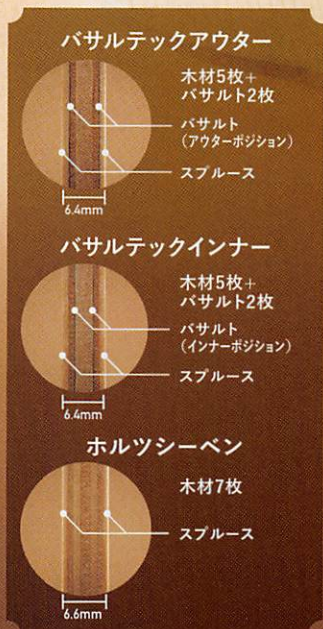 バサルテックアウター
木材5枚+
バサルト2枚
バサルト
(アウターポジション)
スプルース
6.4mm
バサルテックインナー
木材5枚+
バサルト2枚
バサルト
(インナーポジション)
スプルース
6.4mm
ホルツシーベン
木材7枚
スプルース
6.6mm